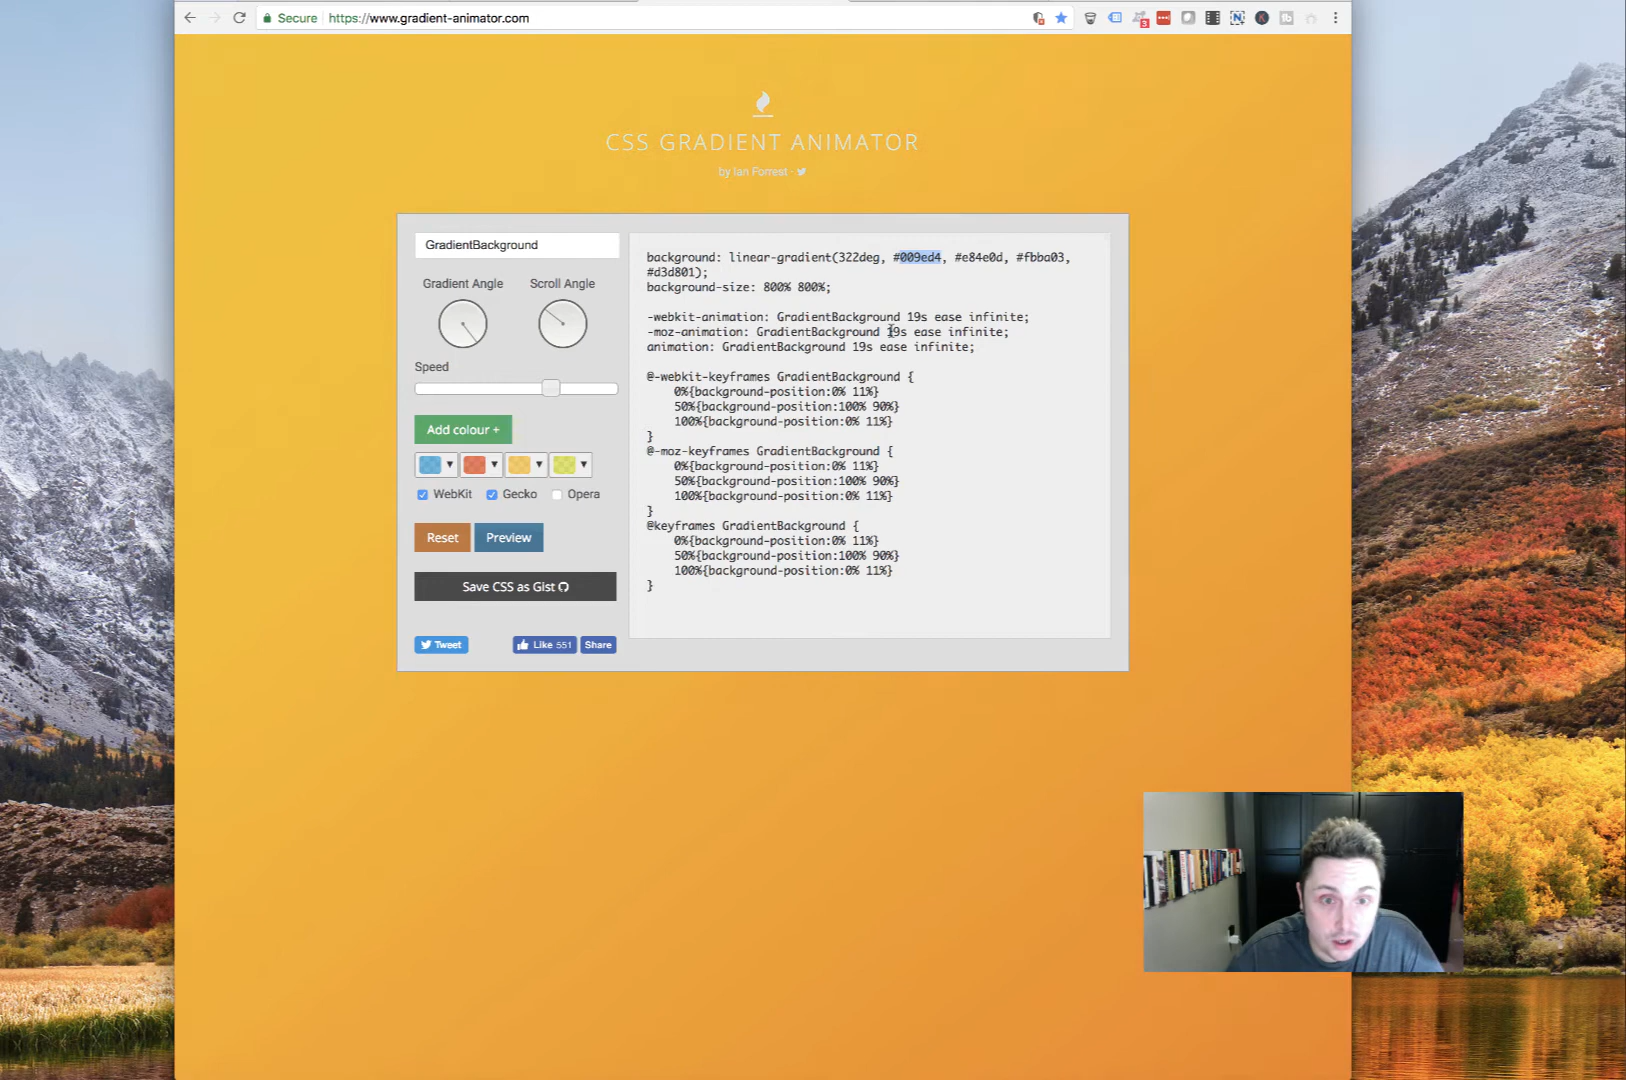 Secure https://www.gradient-animator.com
CSS GRADIENT ANIMATOR
by Ian Forrest ·
GradientBackground
Gradient Angle Scroll Angle
Speed
Add colour +
WebKit Gecko Opera
Reset Preview
Save CSS as Gist
Tweet Like 551 Share
background: linear-gradient(322deg, #009ed4, #e84e0d, #fbba03,
#d3d801);
background-size: 800% 800%;
-webkit-animation: GradientBackground 19s ease infinite;
-moz-animation: GradientBackground 19s ease infinite;
animation: GradientBackground 19s ease infinite;
@-webkit-keyframes GradientBackground {
0%{background-position:0% 11%}
50%{background-position:100% 90%}
100%{background-position:0% 11%}
}
@-moz-keyframes GradientBackground {
0%{background-position:0% 11%}
50%{background-position:100% 90%}
100%{background-position:0% 11%}
}
@keyframes GradientBackground {
0%{background-position:0% 11%}
50%{background-position:100% 90%}
100%{background-position:0% 11%}
}